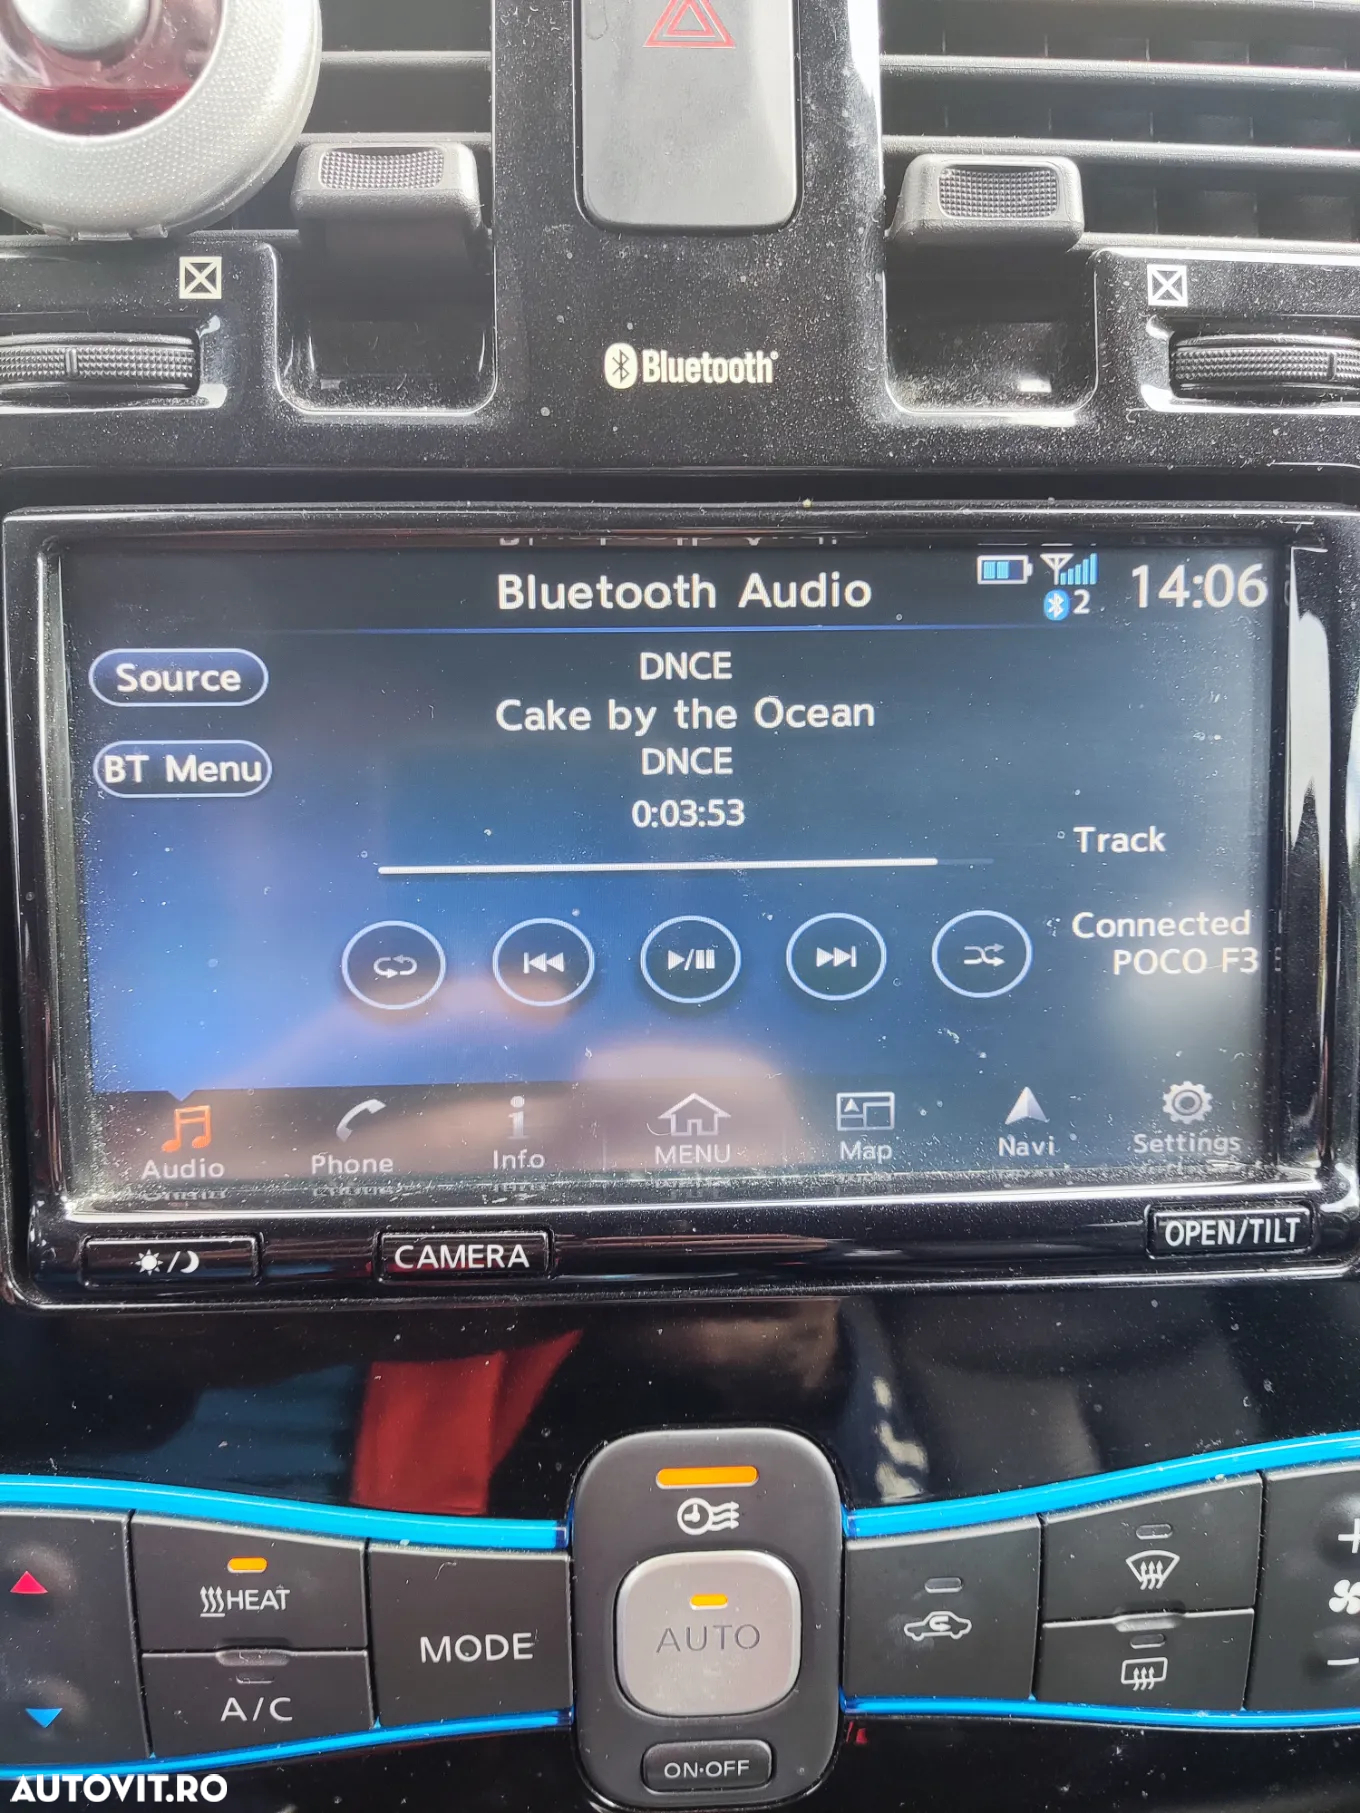 Bluetooth
Bluetooth Audio
2
14:06
Source
DNCE
Cake by the Ocean
BT Menu
DNCE
0:03:53
Track
Connected
POCO F3
Audio
Phone
Info
MENU
Map
Navi
Settings
CAMERA
OPEN/TILT
HEAT
MODE
AUTO
A/C
ON·OFF
AUTOVIT.RO